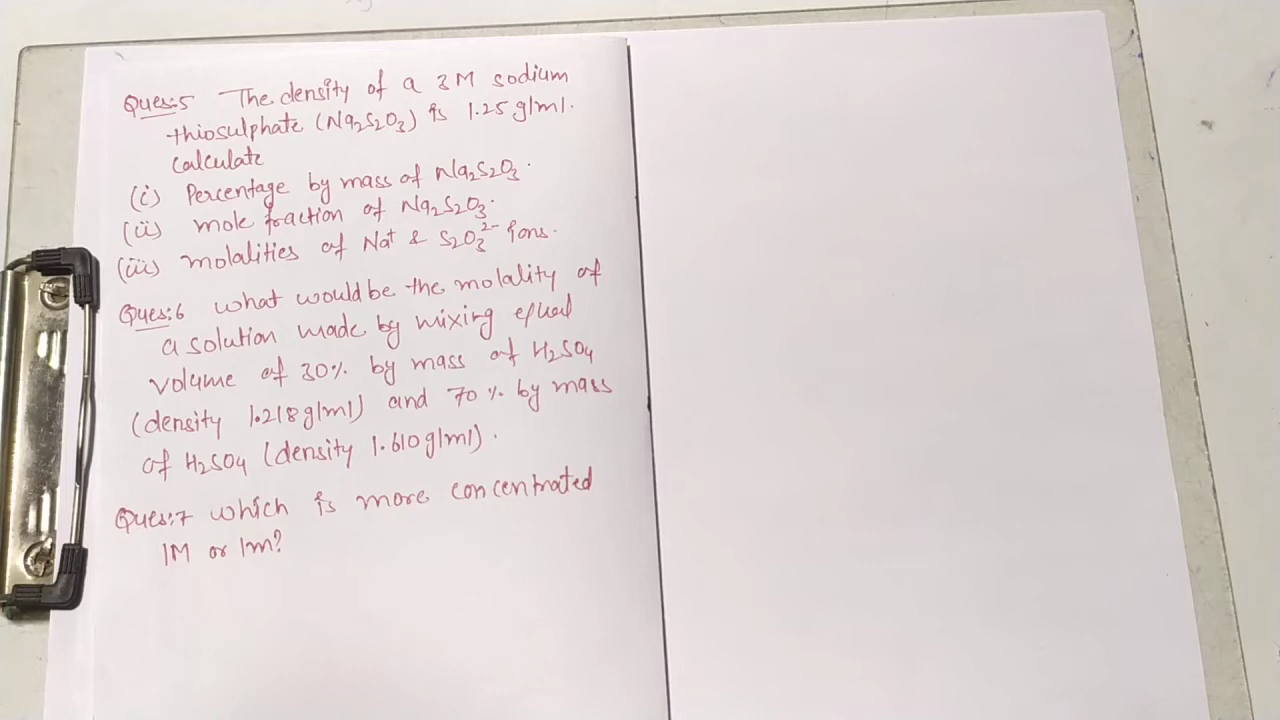 Ques:5 The density of a 3M sodium
thiosulphate (Na2S2O3) is 1.25 g/ml.
Calculate
(i) Percentage by mass of Na2S2O3.
(ii) mole fraction of Na2S2O3.
(iii) molalities of Na+ & S2O3^2- ions.
Ques:6 what would be the molality of
a solution made by mixing equal
volume of 30% by mass of H2SO4
(density 1.218 g/ml) and 70% by mass
of H2SO4 (density 1.610 g/ml).
Ques:7 which is more concentrated
1M or 1m?